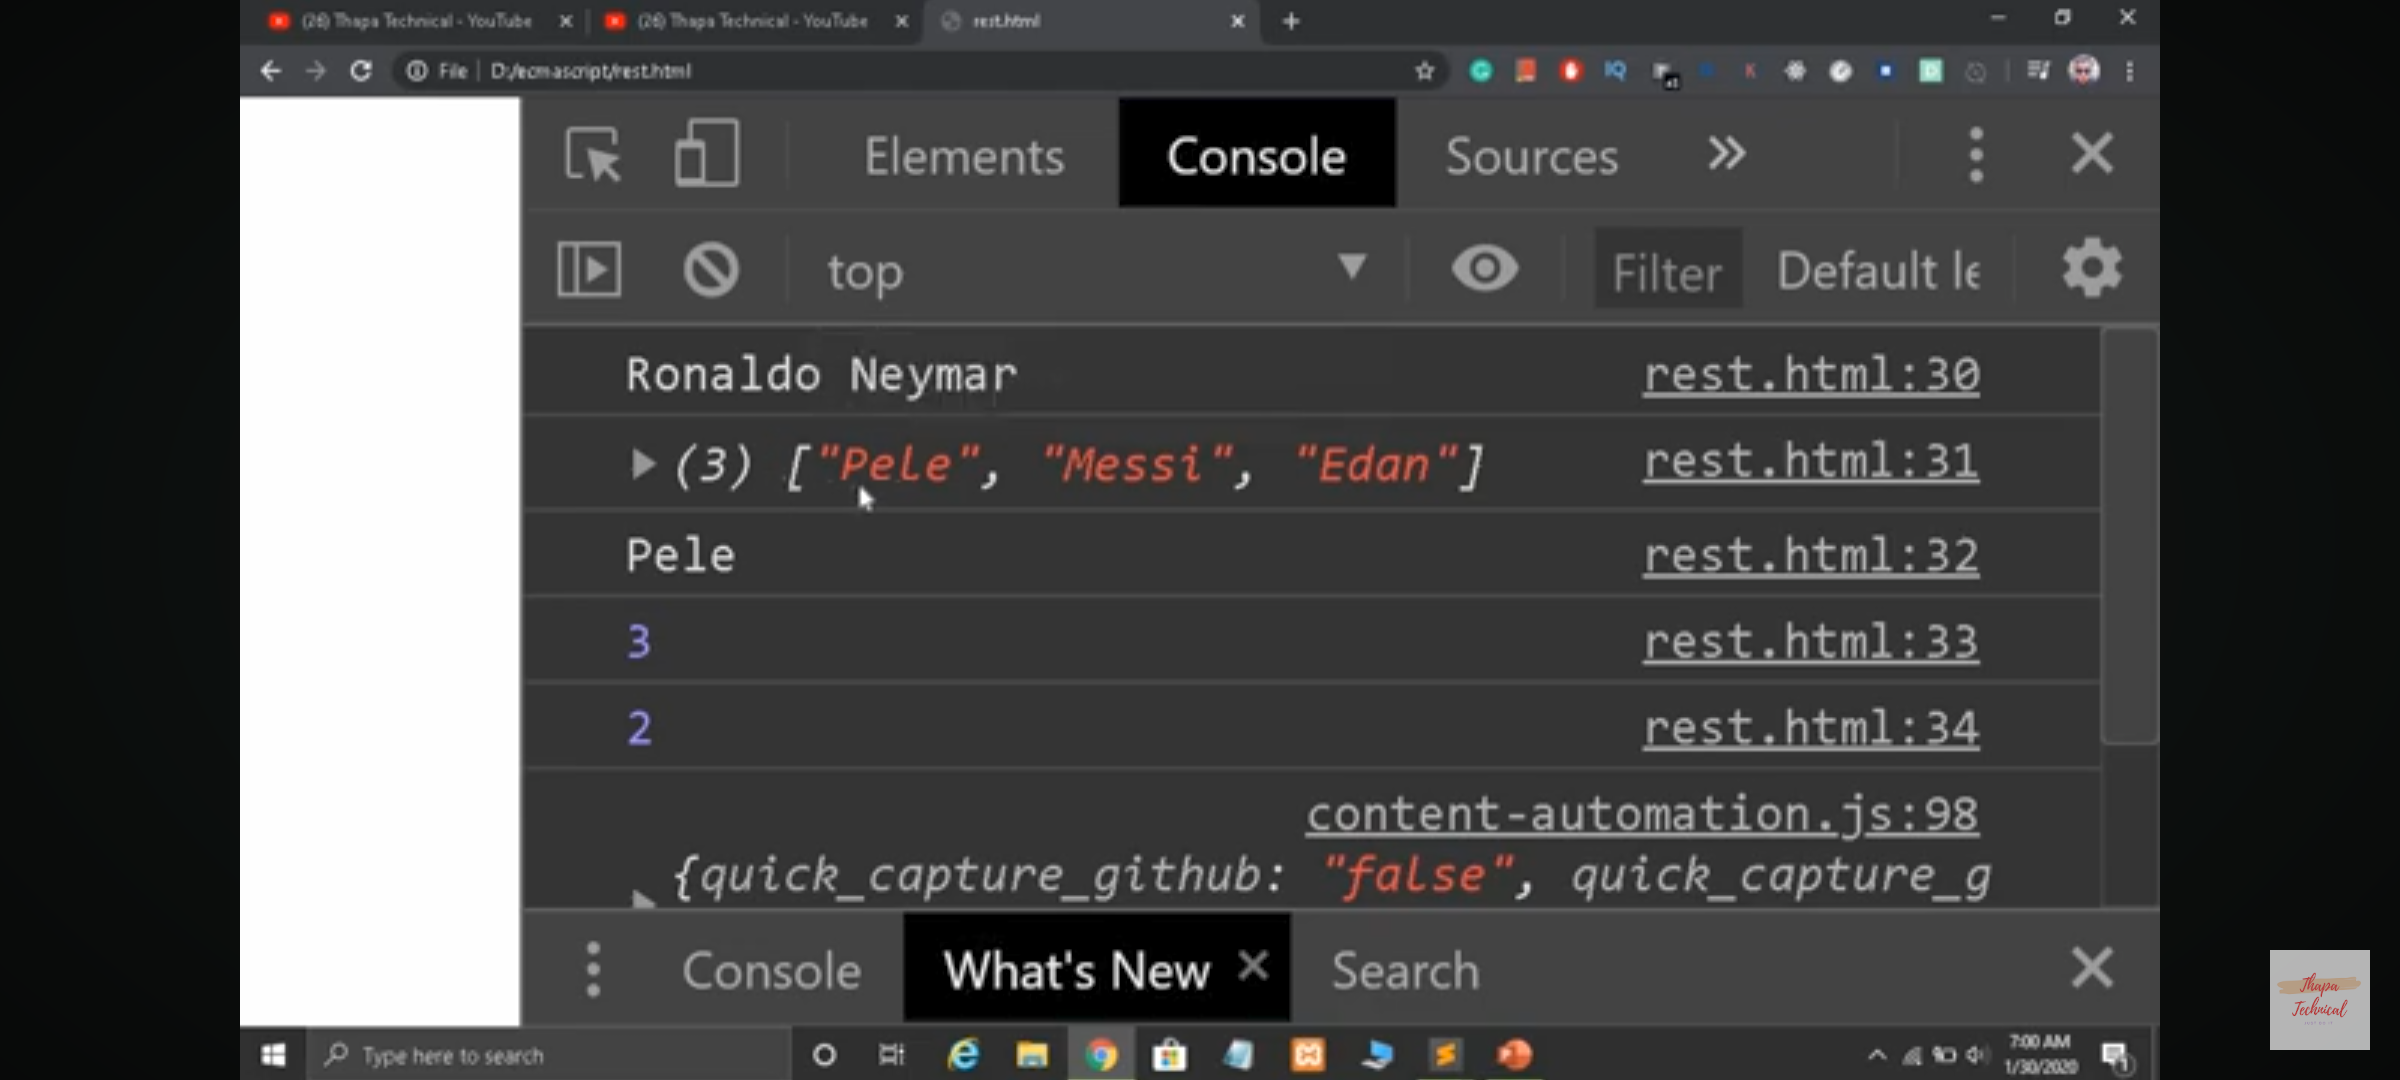 (26) Thapa Technical - YouTube
(26) Thapa Technical - YouTube
rest.html
File
D:/ecmascript/rest.html
Elements
Console
Sources
top
Filter
Default le
Ronaldo Neymar rest.html:30
(3) ["Pele", "Messi", "Edan"] rest.html:31
Pele rest.html:32
3 rest.html:33
2 rest.html:34
content-automation.js:98
{quick_capture_github: "false", quick_capture_g
Console
What's New
Search
Type here to search
7:00 AM
1/30/2020
Thapa
Technical